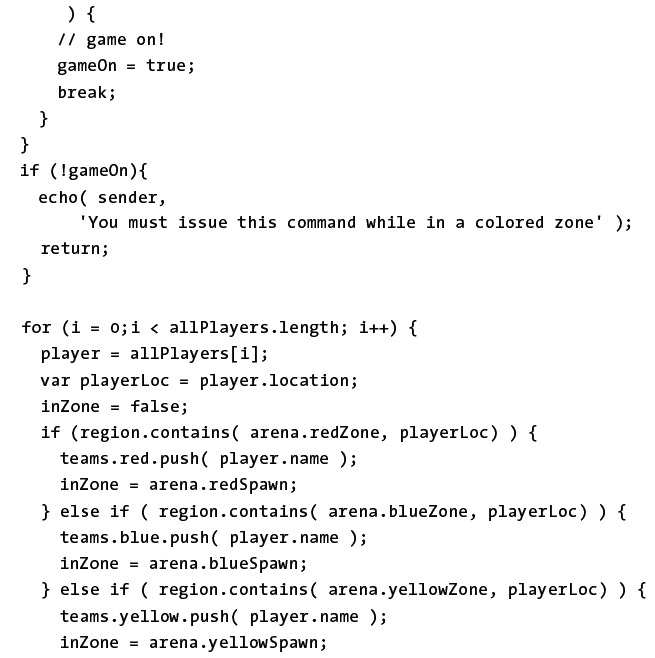 ) {
// game on!
gameOn = true;
break;
}
}
if (!gameOn){
echo( sender,
'You must issue this command while in a colored zone' );
return;
}
for (i = 0;i < allPlayers.length; i++) {
player = allPlayers[i];
var playerLoc = player.location;
inZone = false;
if (region.contains( arena.redZone, playerLoc) ) {
teams.red.push( player.name );
inZone = arena.redSpawn;
} else if ( region.contains( arena.blueZone, playerLoc) ) {
teams.blue.push( player.name );
inZone = arena.blueSpawn;
} else if ( region.contains( arena.yellowZone, playerLoc) ) {
teams.yellow.push( player.name );
inZone = arena.yellowSpawn;